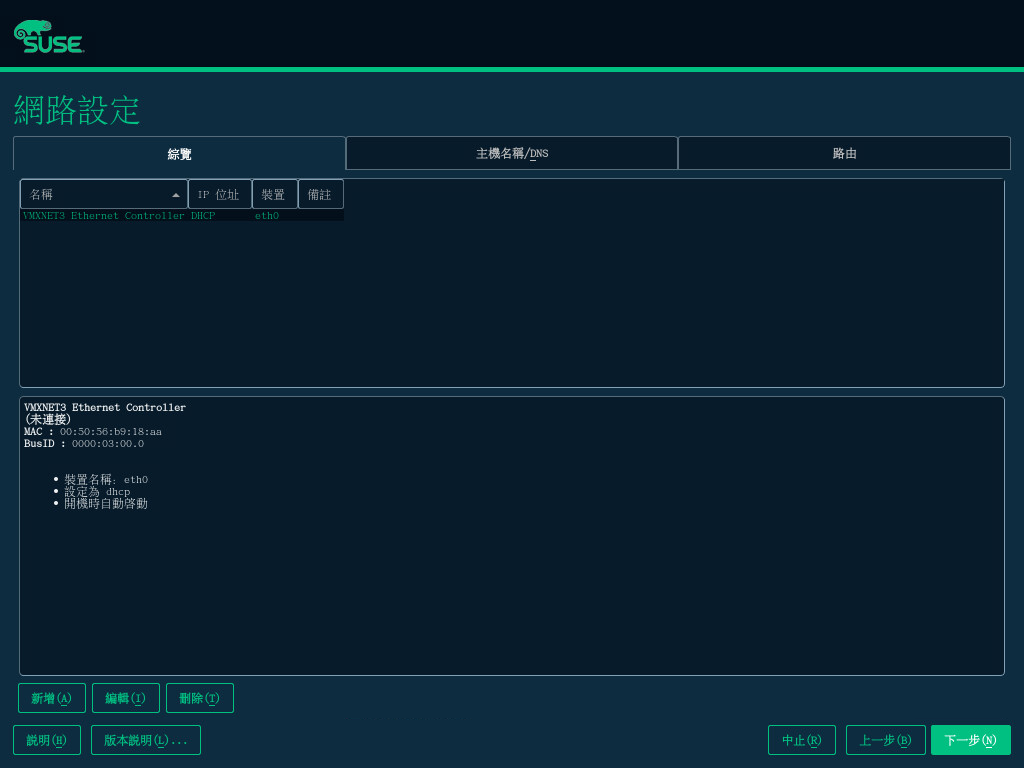 SUSE
網路設定
綜覽
主機名稱/DNS
路由
名稱 IP 位址 裝置 備註
VMXNET3 Ethernet Controller DHCP eth0
VMXNET3 Ethernet Controller
(未連接)
MAC : 00:50:56:b9:18:aa
BusID : 0000:03:00.0
• 裝置名稱: eth0
• 設定為 dhcp
• 開機時自動啓動
新增(A) 編輯(I) 刪除(T)
說明(H) 版本說明(L)... 中止(R) 上一步(B) 下一步(N)